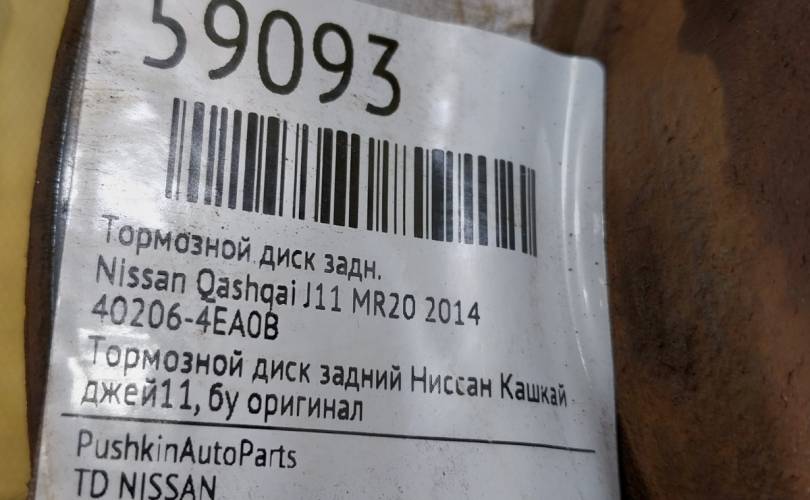 59093
Тормозной диск задн.
Nissan Qashqai J11 MR20 2014
40206-4EA0B
Тормозной диск задний Ниссан Кашкай
джей11, бу оригинал
PushkinAutoParts
TD NISSAN